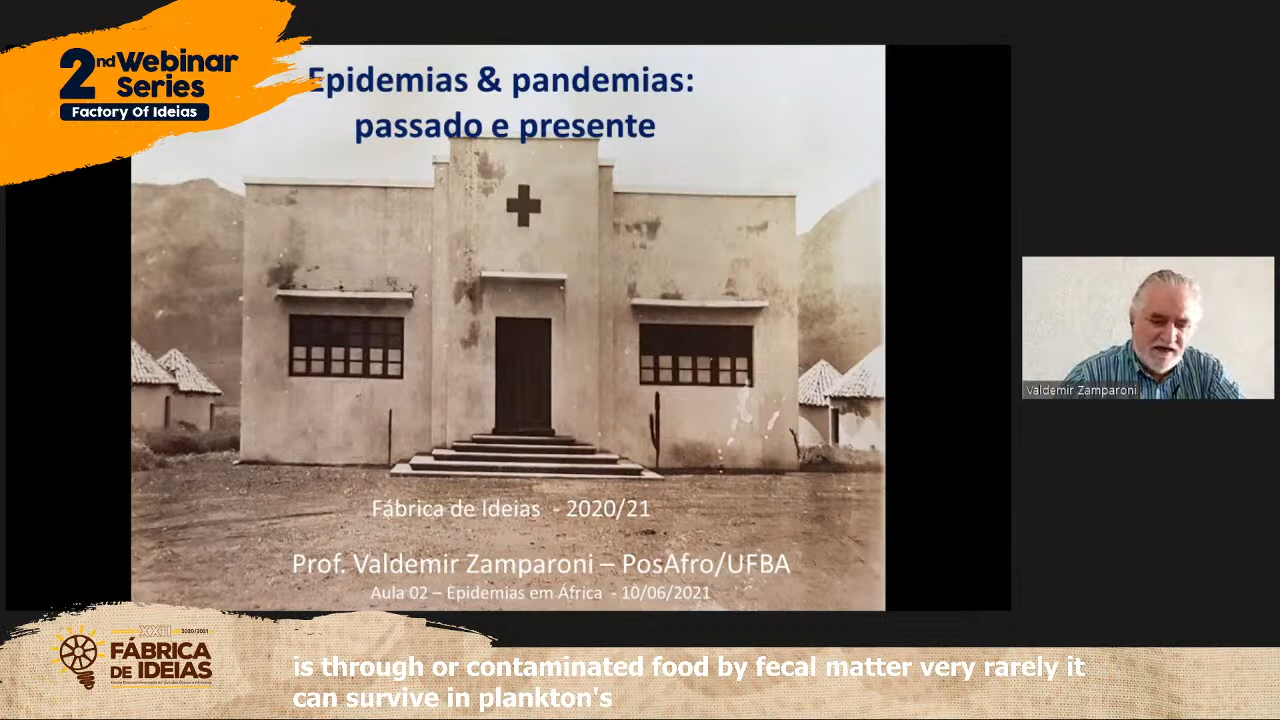 2nd Webinar
Series
Factory Of Ideias
Epidemias & pandemias:
passado e presente
Fábrica de Ideias - 2020/21
Prof. Valdemir Zamparoni – PosAfro/UFBA
Aula 02 – Epidemias em África - 10/06/2021
Valdemir Zamparoni
XXII 2020/2021
FÁBRICA
DE IDEIAS
is through or contaminated food by fecal matter very rarely it
can survive in plankton's